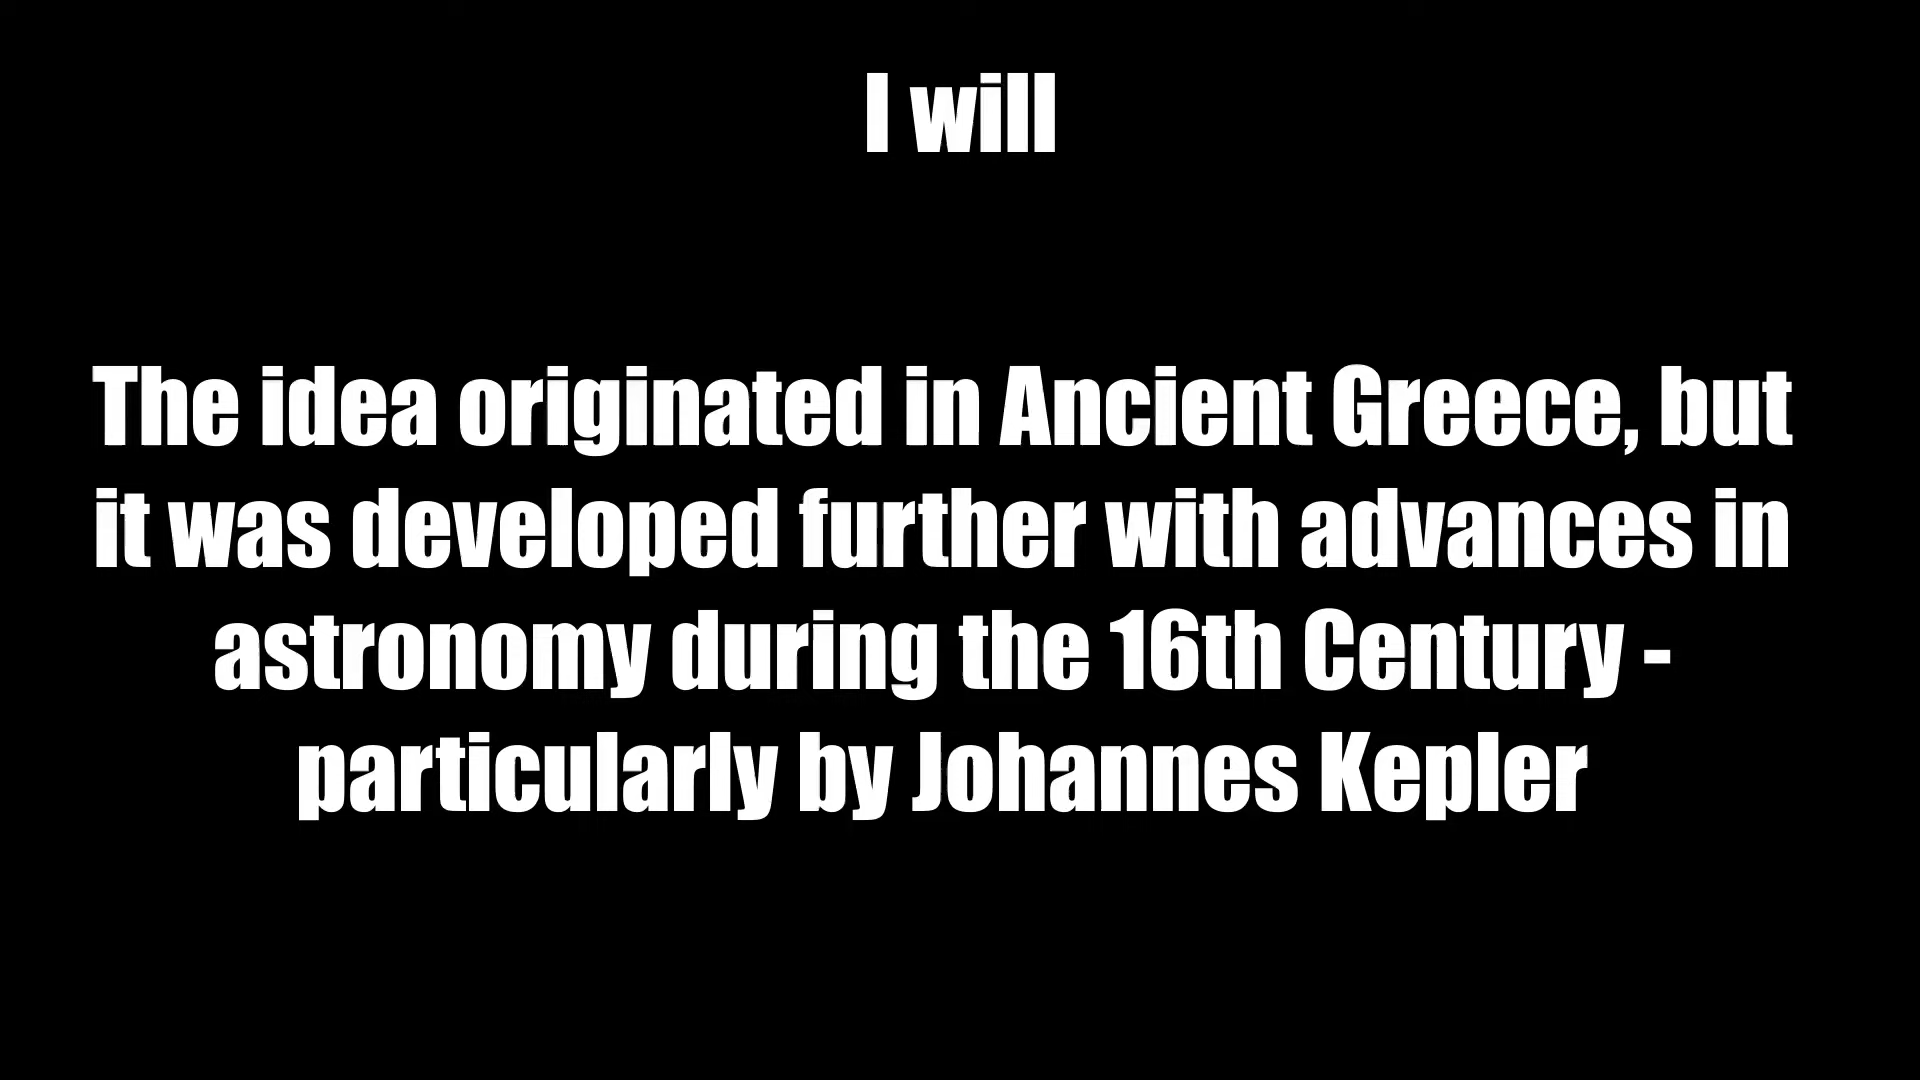 I will
The idea originated in Ancient Greece, but
it was developed further with advances in
astronomy during the 16th Century -
particularly by Johannes Kepler